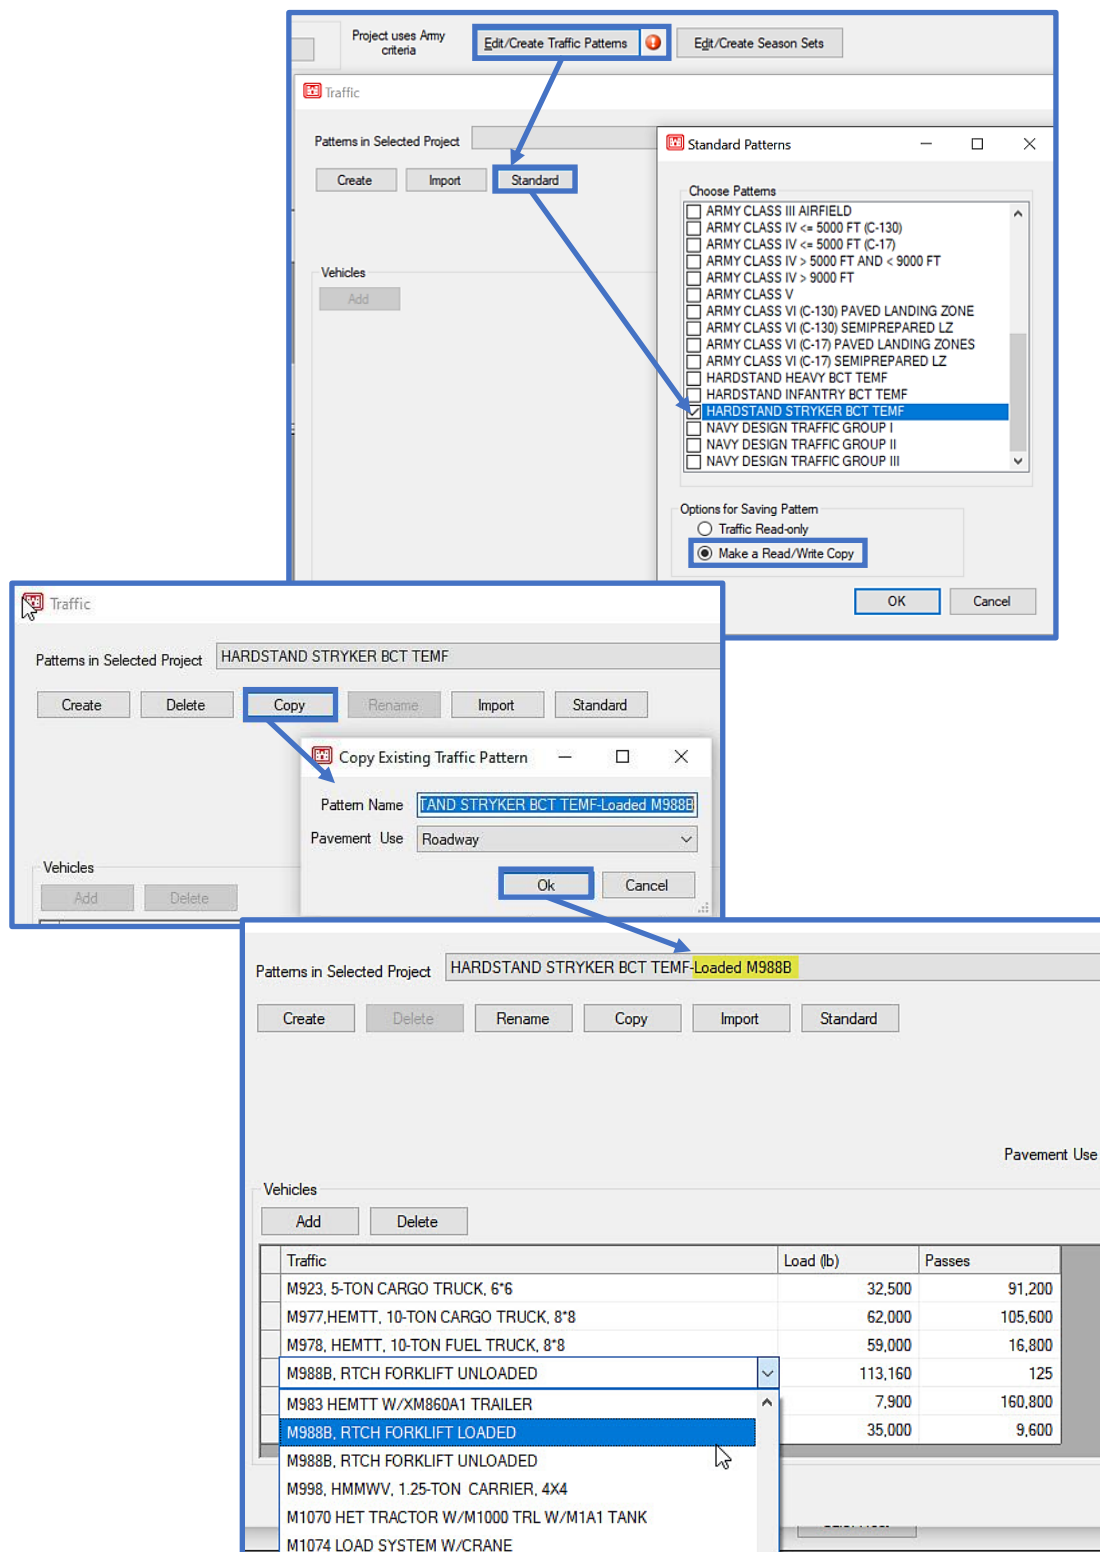 Project uses Army
criteria
Edit/Create Traffic Patterns
Edit/Create Season Sets
Traffic
Patterns in Selected Project
Create
Import
Standard
Vehicles
Add
Standard Patterns
Choose Patterns
ARMY CLASS III AIRFIELD
ARMY CLASS IV <= 5000 FT (C-130)
ARMY CLASS IV <= 5000 FT (C-17)
ARMY CLASS IV > 5000 FT AND < 9000 FT
ARMY CLASS IV > 9000 FT
ARMY CLASS V
ARMY CLASS VI (C-130) PAVED LANDING ZONE
ARMY CLASS VI (C-130) SEMIPREPARED LZ
ARMY CLASS VI (C-17) PAVED LANDING ZONES
ARMY CLASS VI (C-17) SEMIPREPARED LZ
HARDSTAND HEAVY BCT TEMF
HARDSTAND INFANTRY BCT TEMF
HARDSTAND STRYKER BCT TEMF
NAVY DESIGN TRAFFIC GROUP I
NAVY DESIGN TRAFFIC GROUP II
NAVY DESIGN TRAFFIC GROUP III
Options for Saving Pattern
Traffic Read-only
Make a Read/Write Copy
OK Cancel
Traffic
Patterns in Selected Project HARDSTAND STRYKER BCT TEMF
Create Delete Copy Rename Import Standard
Copy Existing Traffic Pattern
Pattern Name TAND STRYKER BCT TEMF-Loaded M988B
Pavement Use Roadway
Ok Cancel
Vehicles
Add Delete
Patterns in Selected Project HARDSTAND STRYKER BCT TEMF-Loaded M988B
Create Delete Rename Copy Import Standard
Pavement Use
Vehicles
Add Delete
Traffic Load (lb) Passes
M923, 5-TON CARGO TRUCK, 6*6 32,500 91,200
M977,HEMTT, 10-TON CARGO TRUCK, 8*8 62,000 105,600
M978, HEMTT, 10-TON FUEL TRUCK, 8*8 59,000 16,800
M988B, RTCH FORKLIFT UNLOADED 113,160 125
M983 HEMTT W/XM860A1 TRAILER 7,900 160,800
M988B, RTCH FORKLIFT LOADED 35,000 9,600
M988B, RTCH FORKLIFT UNLOADED
M998, HMMWV, 1.25-TON CARRIER, 4X4
M1070 HET TRACTOR W/M1000 TRL W/M1A1 TANK
M1074 LOAD SYSTEM W/CRANE